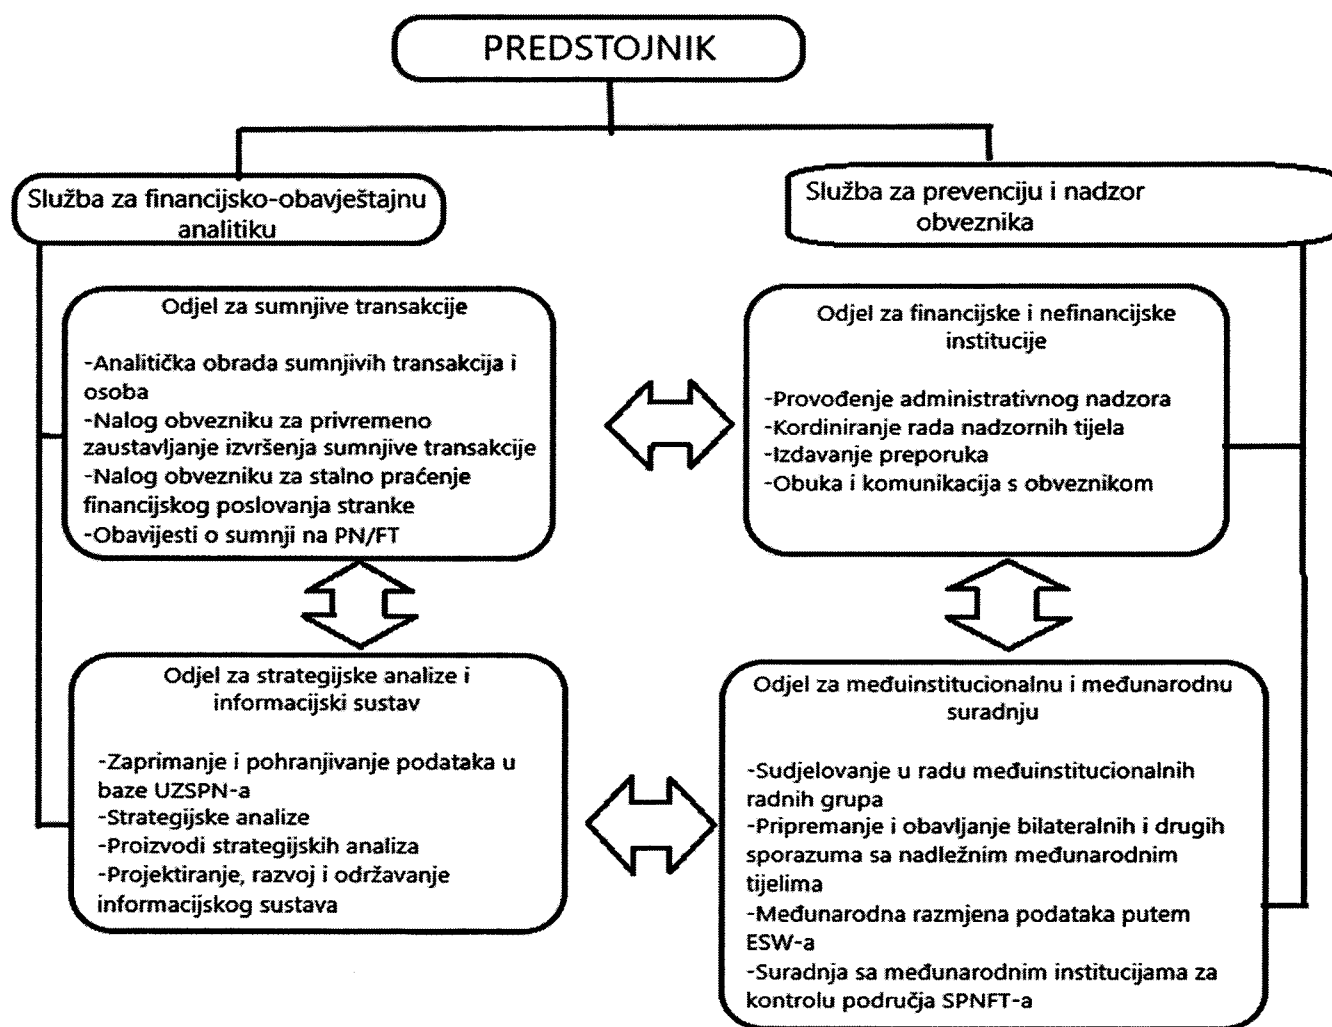 PREDSTOJNIK
Služba za financijsko-obavještajnu
analitiku
Služba za prevenciju i nadzor
obveznika
Odjel za sumnjive transakcije
-Analitička obrada sumnjivih transakcija i
osoba
-Nalog obvezniku za privremeno
zaustavljanje izvršenja sumnjive transakcije
-Nalog obvezniku za stalno praćenje
financijskog poslovanja stranke
-Obavijesti o sumnji na PN/FT
Odjel za financijske i nefinancijske
institucije
-Provođenje administrativnog nadzora
-Kordiniranje rada nadzornih tijela
-Izdavanje preporuka
-Obuka i komunikacija s obveznikom
Odjel za strategijske analize i
informacijski sustav
-Zaprimanje i pohranjivanje podataka u
baze UZSPN-a
-Strategijske analize
-Proizvodi strategijskih analiza
-Projektiranje, razvoj i održavanje
informacijskog sustava
Odjel za međuinstitucionalnu i međunarodnu
suradnju
-Sudjelovanje u radu međuinstitucionalnih
radnih grupa
-Pripremanje i obavljanje bilateralnih i drugih
sporazuma sa nadležnim međunarodnim
tijelima
-Međunarodna razmjena podataka putem
ESW-a
-Suradnja sa međunarodnim institucijama za
kontrolu područja SPNFT-a